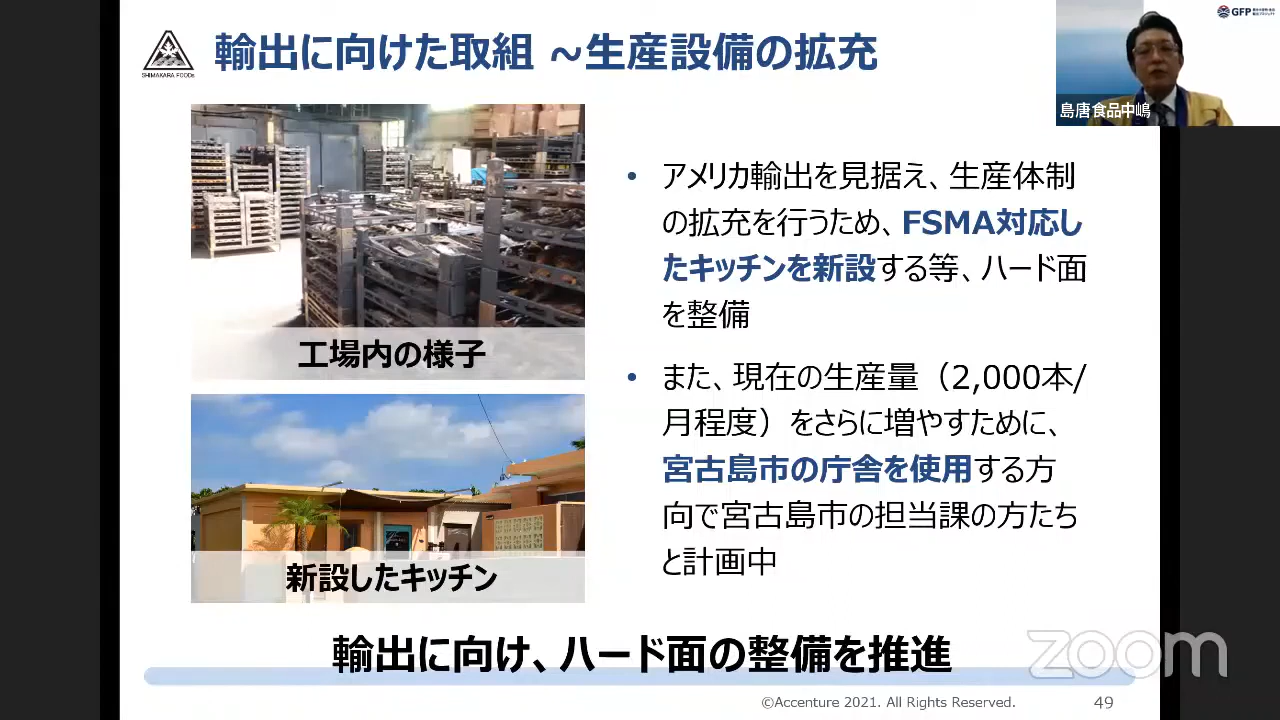 SHIMAKARA FOODs
輸出に向けた取組 ~生産設備の拡充
GFP
島唐食品中嶋
工場内の様子
新設したキッチン
• アメリカ輸出を見据え、生産体制
の拡充を行うため、FSMA対応し
たキッチンを新設する等、ハード面
を整備
• また、現在の生産量（2,000本/
月程度）をさらに増やすために、
宮古島市の庁舎を使用する方
向で宮古島市の担当課の方たち
と計画中
輸出に向け、ハード面の整備を推進
zoom
©Accenture 2021. All Rights Reserved.
49